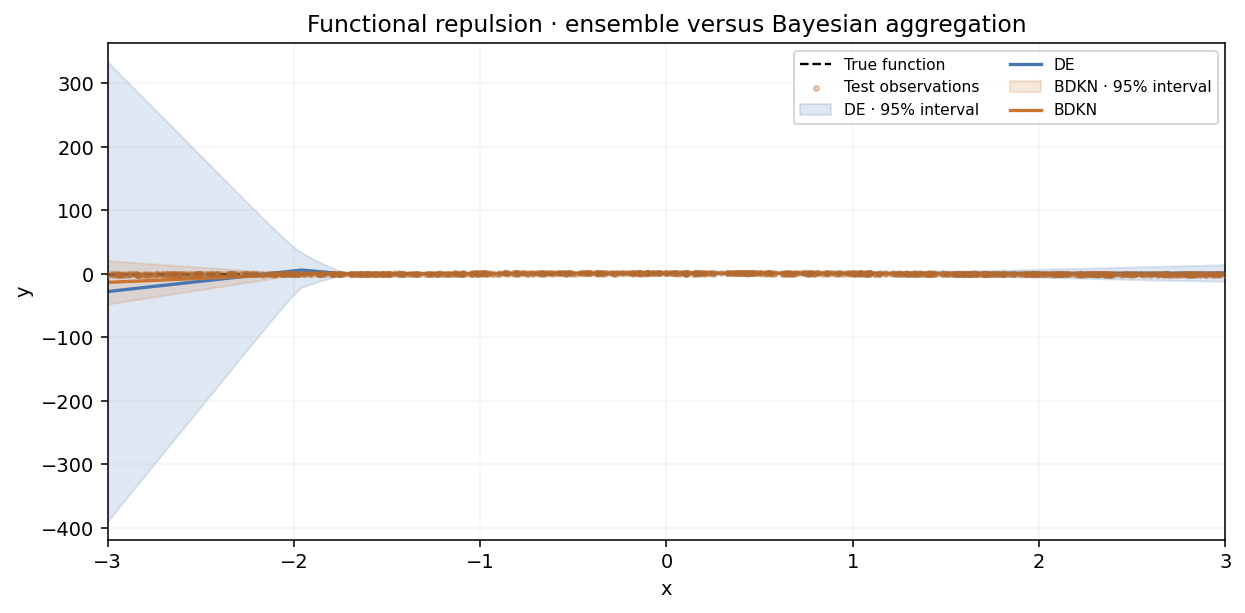 Functional repulsion · ensemble versus Bayesian aggregation
True function
Test observations
DE · 95% interval
DE
BDKN · 95% interval
BDKN
300
200
100
0
−100
−200
−300
−400
y
−3
−2
−1
0
1
2
3
x